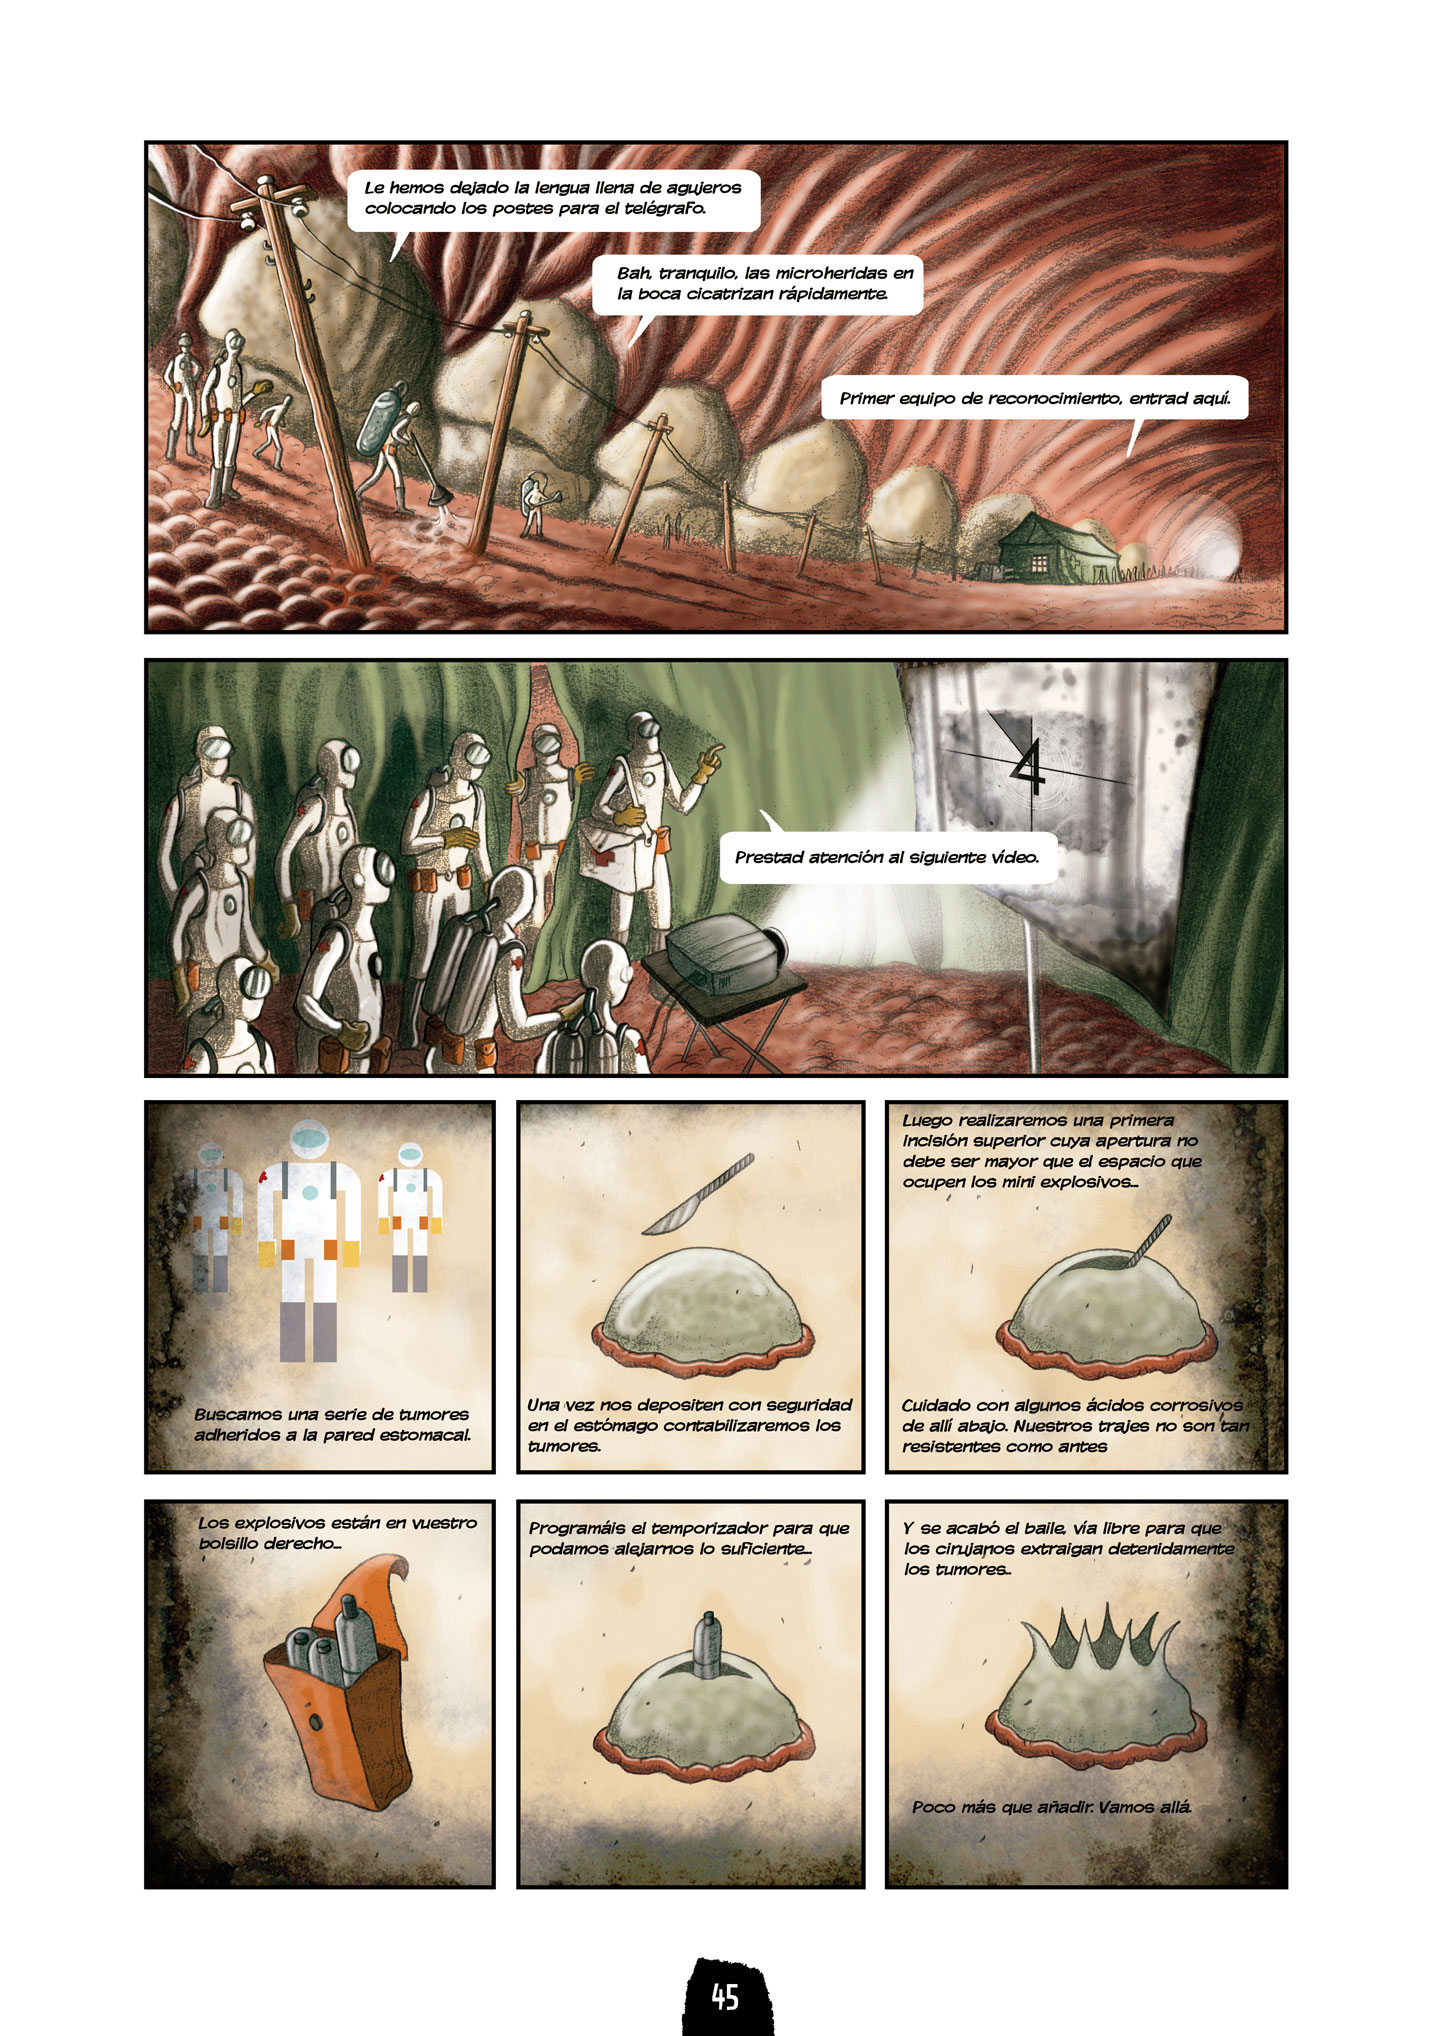 Le hemos dejado la lengua llena de agujeros
colocando los postes para el telégrafo.
Bah, tranquilo, las microheridas en
la boca cicatrizan rápidamente.
Primer equipo de reconocimiento, entrad aquí.
4
Prestad atención al siguiente vídeo.
Buscamos una serie de tumores
adheridos a la pared estomacal.
Una vez nos depositen con seguridad
en el estómago contabilizaremos los
tumores.
Luego realizaremos una primera
incisión superior cuya apertura no
debe ser mayor que el espacio que
ocupen los mini explosivos...
Cuidado con algunos ácidos corrosivos
de allí abajo. Nuestros trajes no son tan
resistentes como antes
Los explosivos están en vuestro
bolsillo derecho...
Programáis el temporizador para que
podamos alejarnos lo suficiente...
Y se acabó el baile, vía libre para que
los cirujanos extraigan detenidamente
los tumores..
Poco más que añadir. Vamos allá.
45